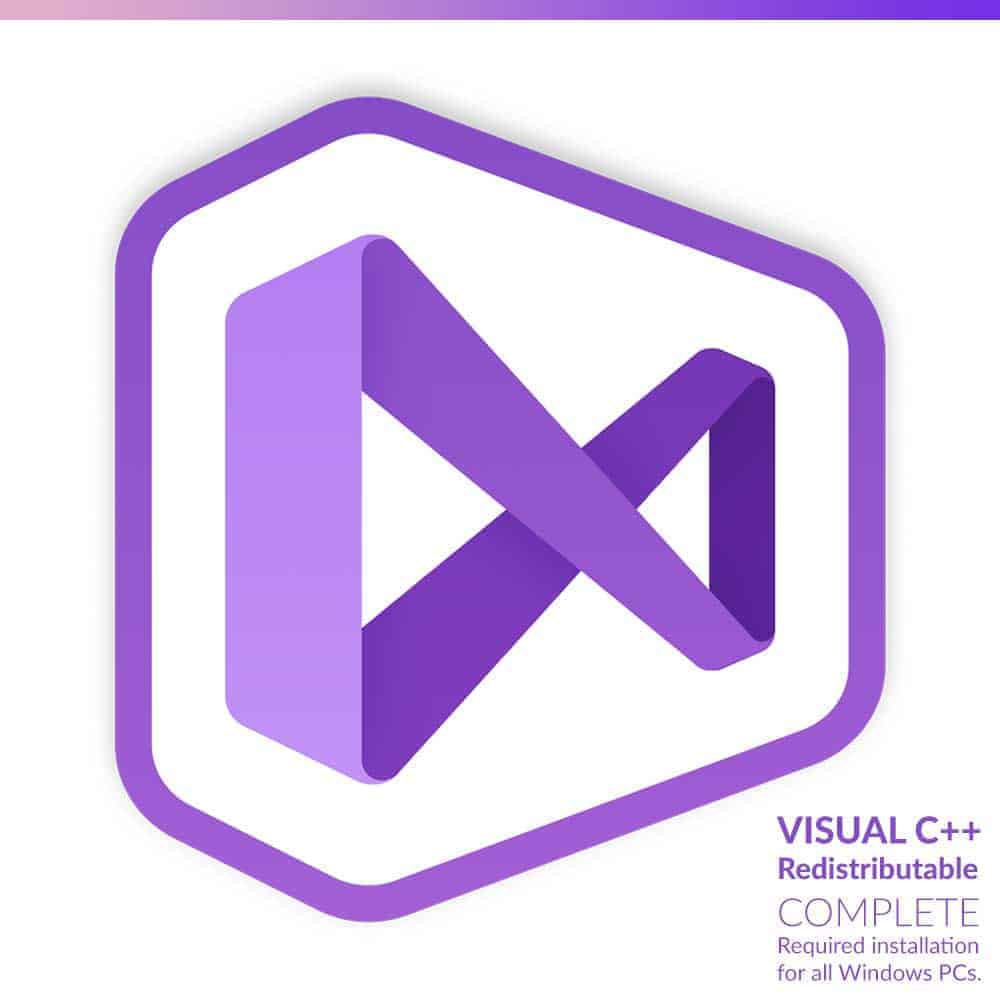 VISUAL C++
Redistributable
COMPLETE
Required installation
for all Windows PCs.